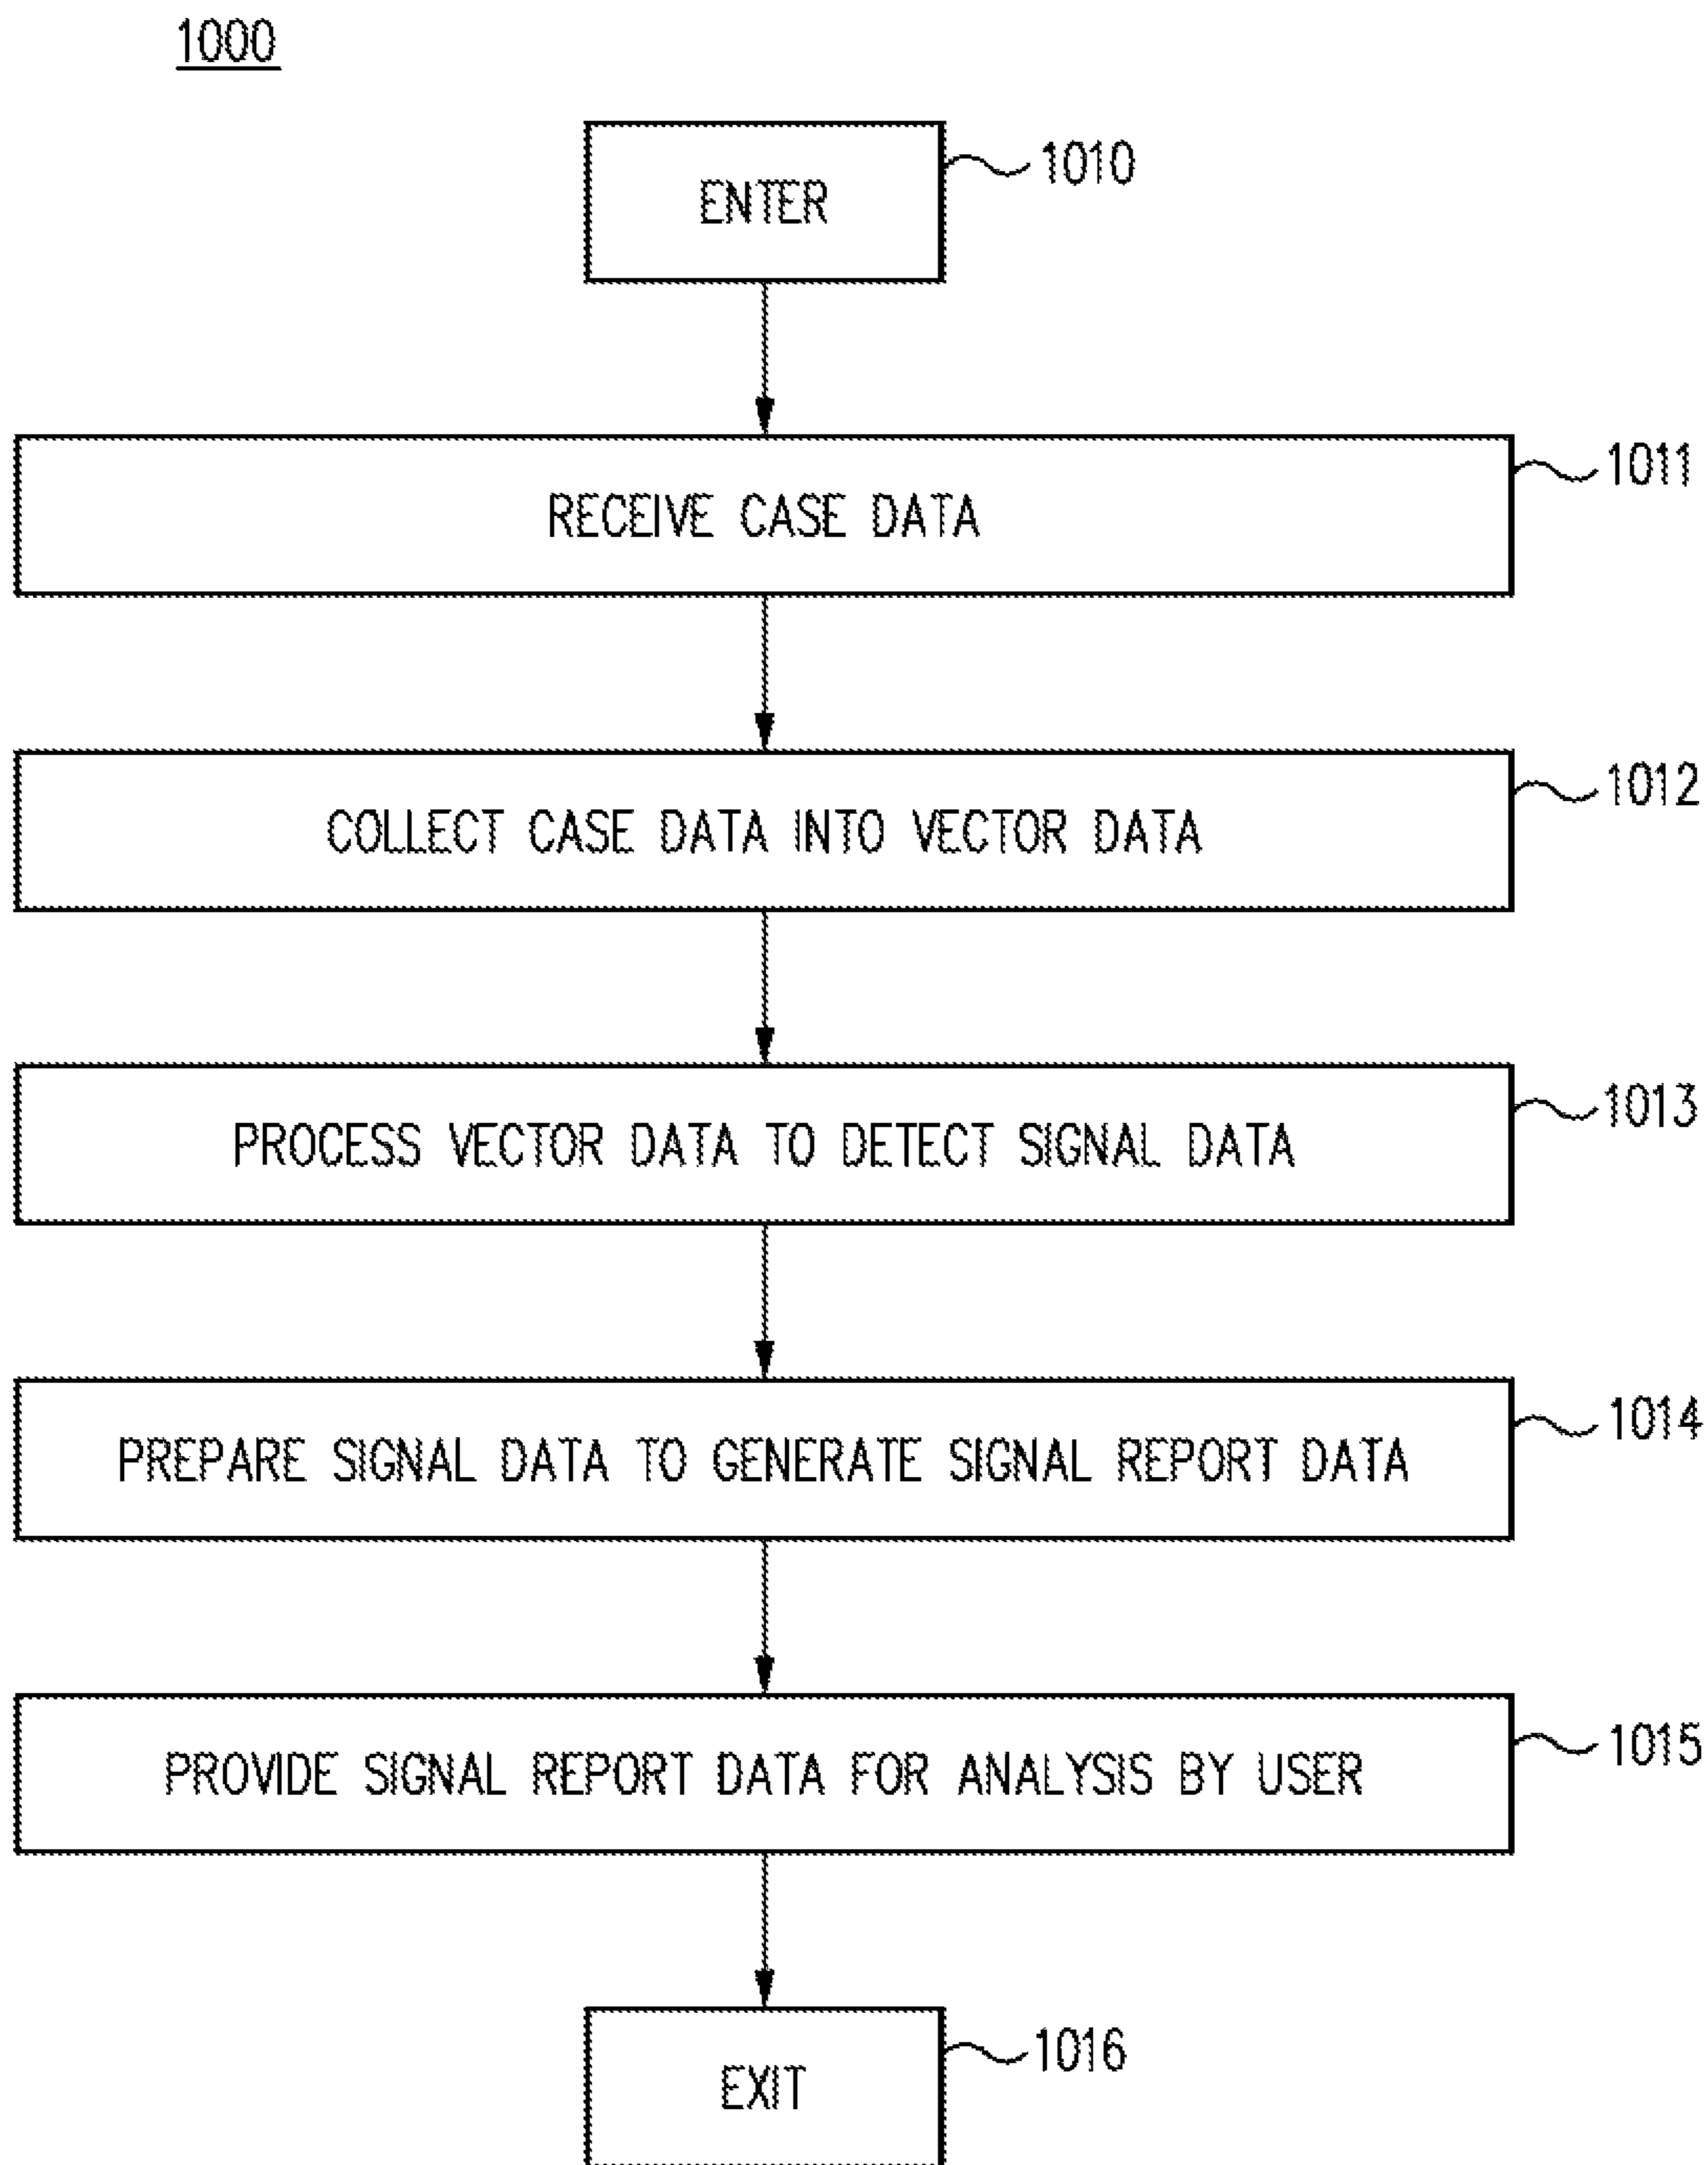 1000
ENTER
1010
RECEIVE CASE DATA
1011
COLLECT CASE DATA INTO VECTOR DATA
1012
PROCESS VECTOR DATA TO DETECT SIGNAL DATA
1013
PREPARE SIGNAL DATA TO GENERATE SIGNAL REPORT DATA
1014
PROVIDE SIGNAL REPORT DATA FOR ANALYSIS BY USER
1015
EXIT
1016